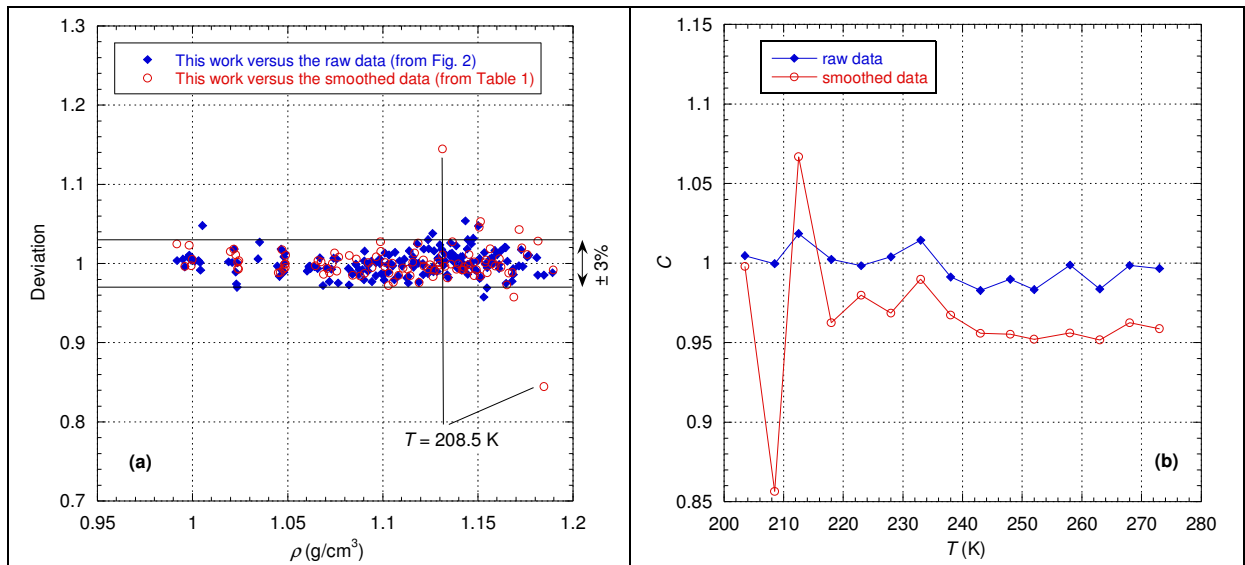 1.3
1.2
1.1
1
0.9
0.8
0.7
Deviation
This work versus the raw data (from Fig. 2)
This work versus the smoothed data (from Table 1)
± 3%
T = 208.5 K
(a)
0.95
1
1.05
1.1
1.15
1.2
ρ (g/cm³)
1.15
1.1
1.05
1
0.95
0.9
0.85
C
raw data
smoothed data
(b)
200
210
220
230
240
250
260
270
280
T (K)